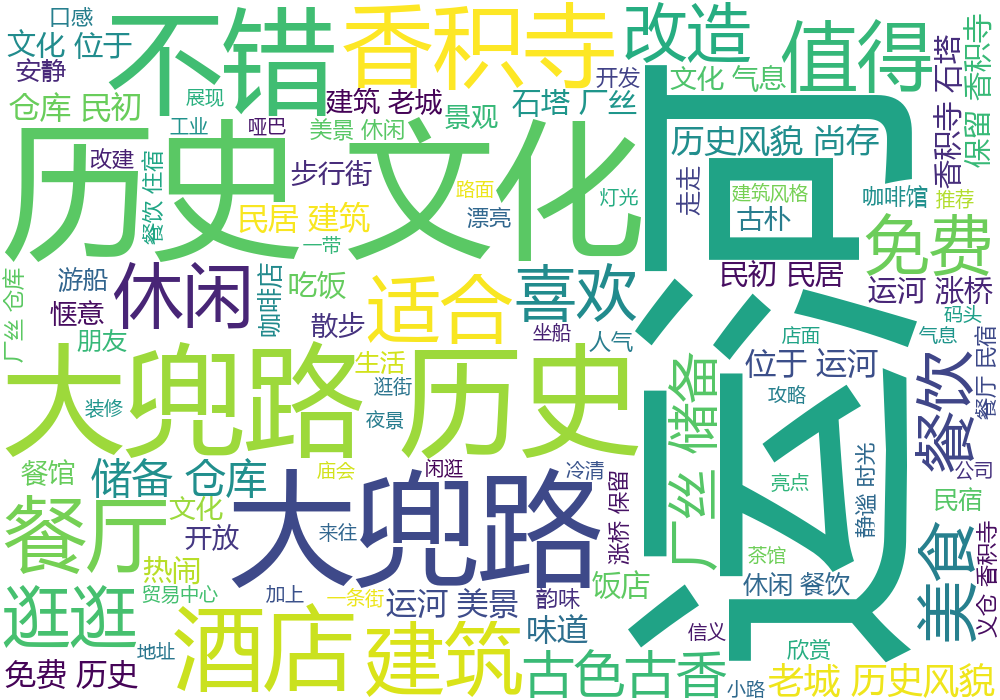 口感
不错
香积寺
改造
值得
香积寺
石塔
文化 位于
安静
展现
建筑 老城
景观
石塔 厂丝
开发
文化 气息
保留
香积寺
仓库 民初
工业
哑巴
美景 休闲
历史 文化
运河
历史风貌 尚存
改建
餐饮 住宿
步行街
路面
灯光
走走
建筑风格
咖啡馆
推荐
民居 建筑
漂亮
古朴
免费
一带
厂丝 仓库
游船
休闲
咖啡店
吃饭
适合
喜欢
民初 民居
运河 涨桥
惬意
散步
坐船
人气
码头
朋友
店面
气息
大兜路 历史
生活
位于 运河
餐厅 民宿
装修
逛街
夜景
厂丝 储备
攻略
餐饮
餐馆
储备 仓库
庙会
闲逛
冷清
公司
大兜路
涨桥 保留
亮点
静谧 时光
民宿
餐厅
文化
开放
来往
热闹
茶馆
美食
义仓 香积寺
逛逛
贸易中心
加上
一条街
运河 美景
韵味
饭店
休闲 餐饮
酒店
建筑
味道
信义
地址
欣赏
免费 历史
古色古香
小路
老城 历史风貌